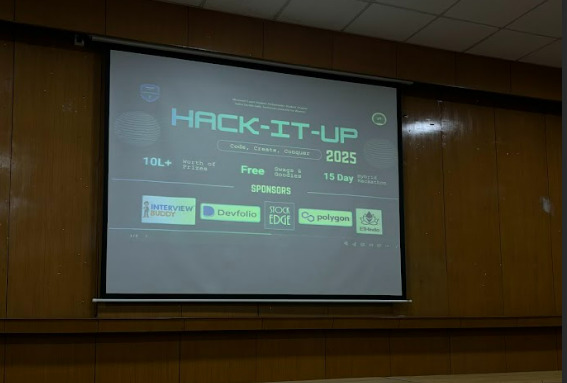 HACK-IT-UP
Code, Create, Conquer
2025
10L+ Worth of Prizes
Free Swags & Goodies
15 Day Hybrid Hackathon
SPONSORS
INTERVIEW BUDDY
Devfolio
STOCK EDGE
polygon